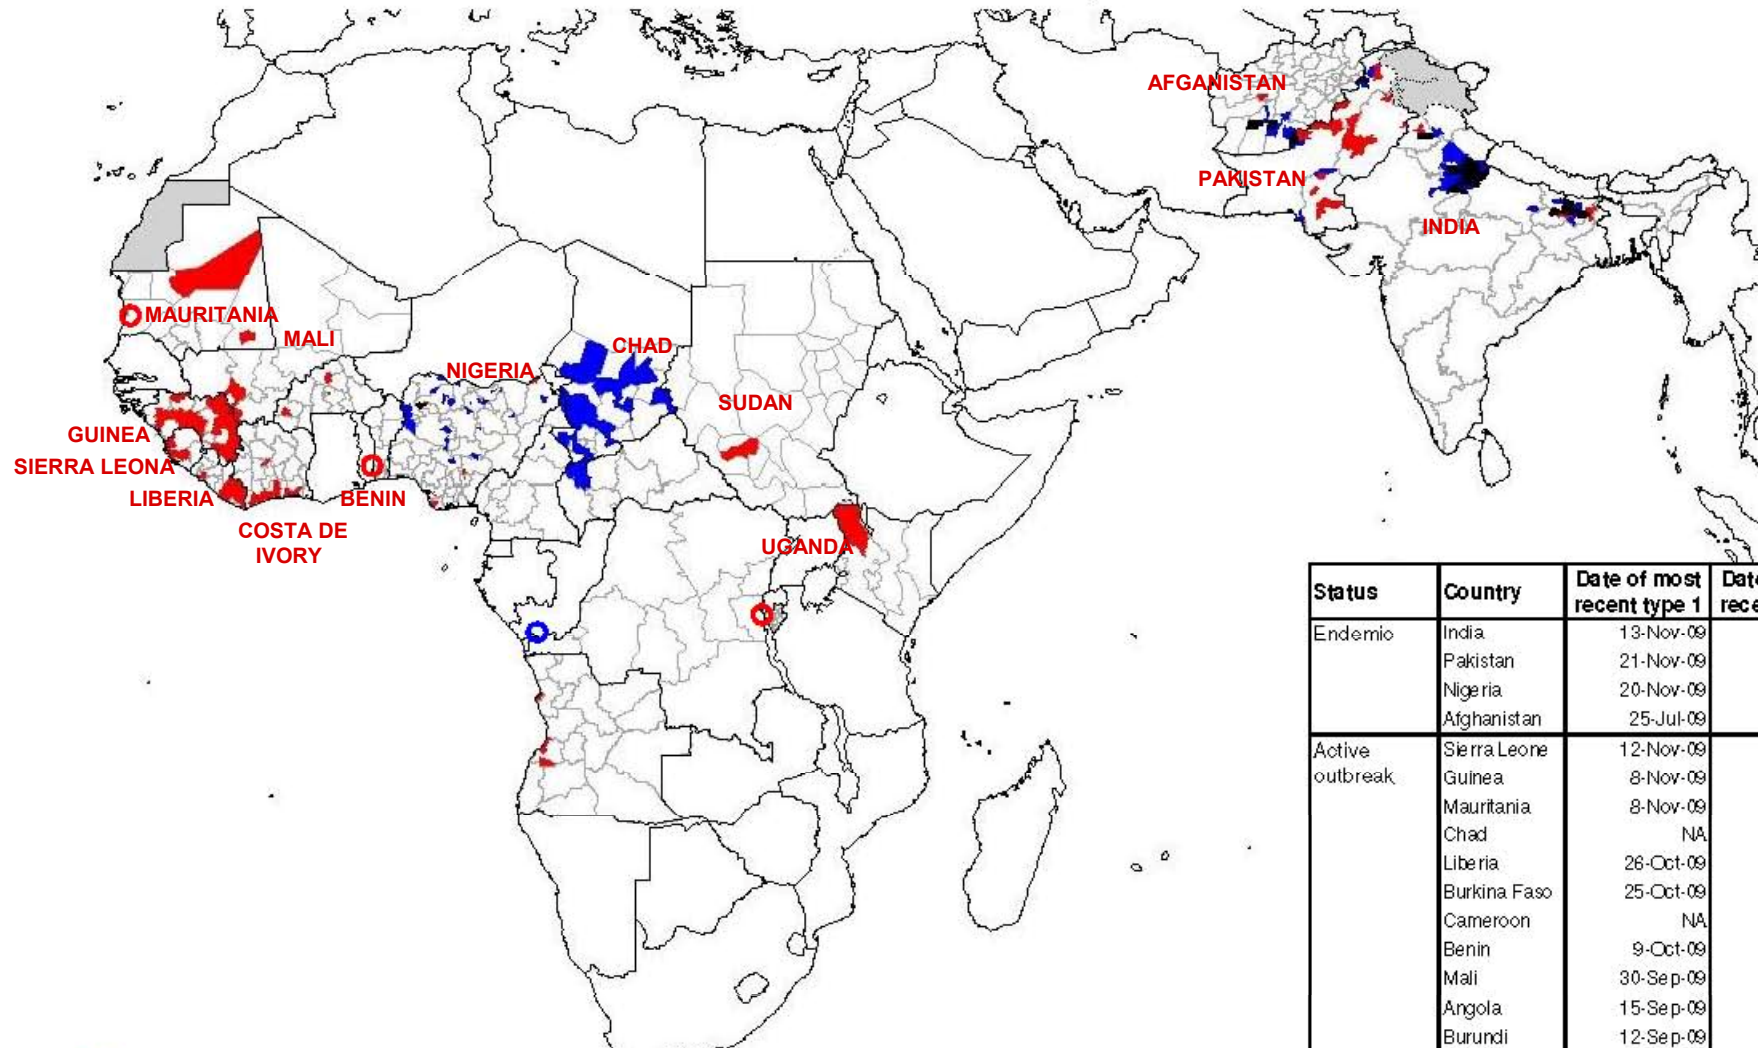 AFGANISTAN
PAKISTAN
INDIA
MAURITANIA
MALI
NIGERIA
CHAD
SUDAN
GUINEA
SIERRA LEONA
LIBERIA
BENIN
COSTA DE
IVORY
UGANDA
Status Country Date of most
recent type 1
Endemic India 13-Nov-09
Pakistan 21-Nov-09
Nigeria 20-Nov-09
Afghanistan 25-Jul-09
Active Sierra Leone 12-Nov-09
outbreak Guinea 8-Nov-09
Mauritania 8-Nov-09
Chad NA
Liberia 26-Oct-09
Burkina Faso 25-Oct-09
Cameroon NA
Benin 9-Oct-09
Mali 30-Sep-09
Angola 15-Sep-09
Burundi 12-Sep-09